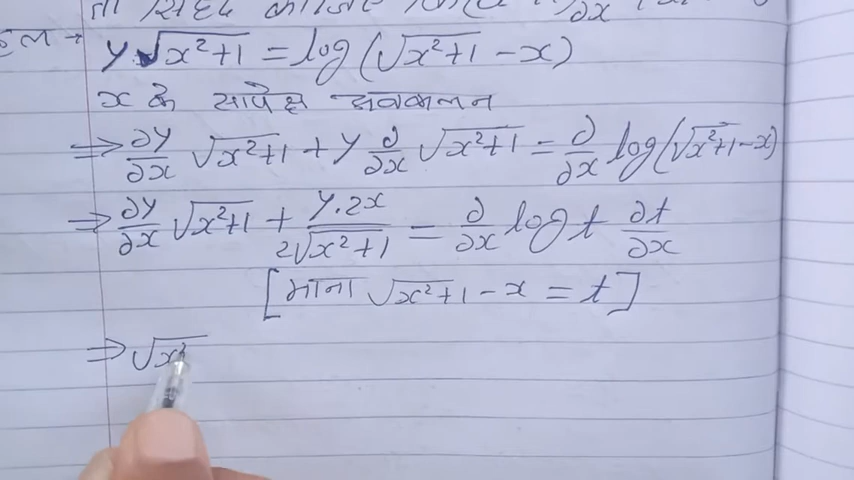 हल → y.√x²+1 = log(√x²+1 - x)
x के सापेक्ष अवकलन
⇒ ∂y/∂x √x²+1 + y ∂/∂x √x²+1 = ∂/∂x log(√x²+1 - x)
⇒ ∂y/∂x √x²+1 + y.2x/2√x²+1 = ∂/∂x log t ∂t/∂x
[माना √x²+1 - x = t]
⇒ √x²